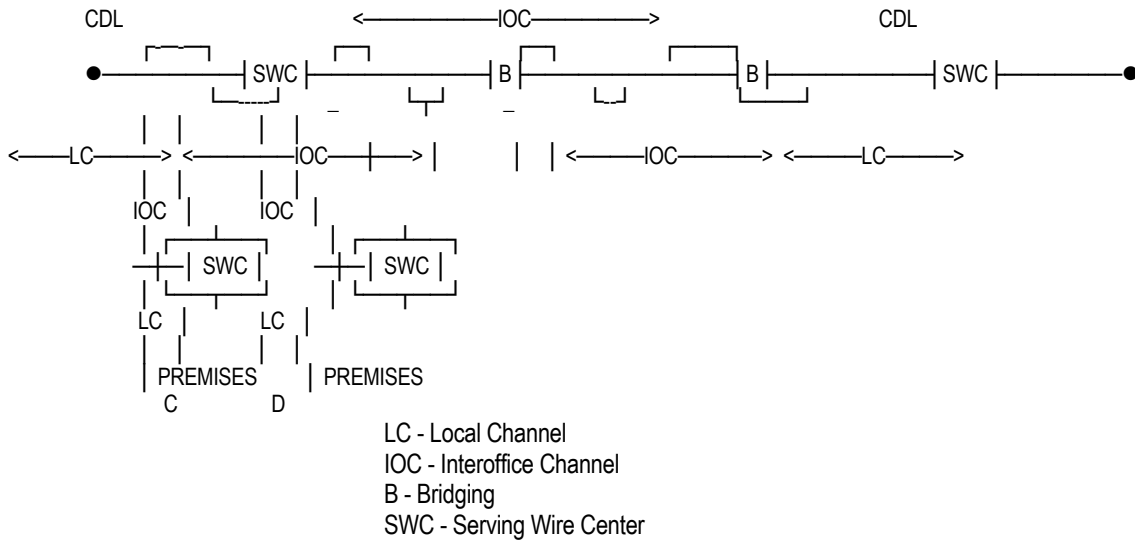 CDL IOC CDL
SWC B B SWC
LC IOC IOC LC
IOC IOC
SWC SWC
LC LC
PREMISES PREMISES
C D
LC - Local Channel
IOC - Interoffice Channel
B - Bridging
SWC - Serving Wire Center